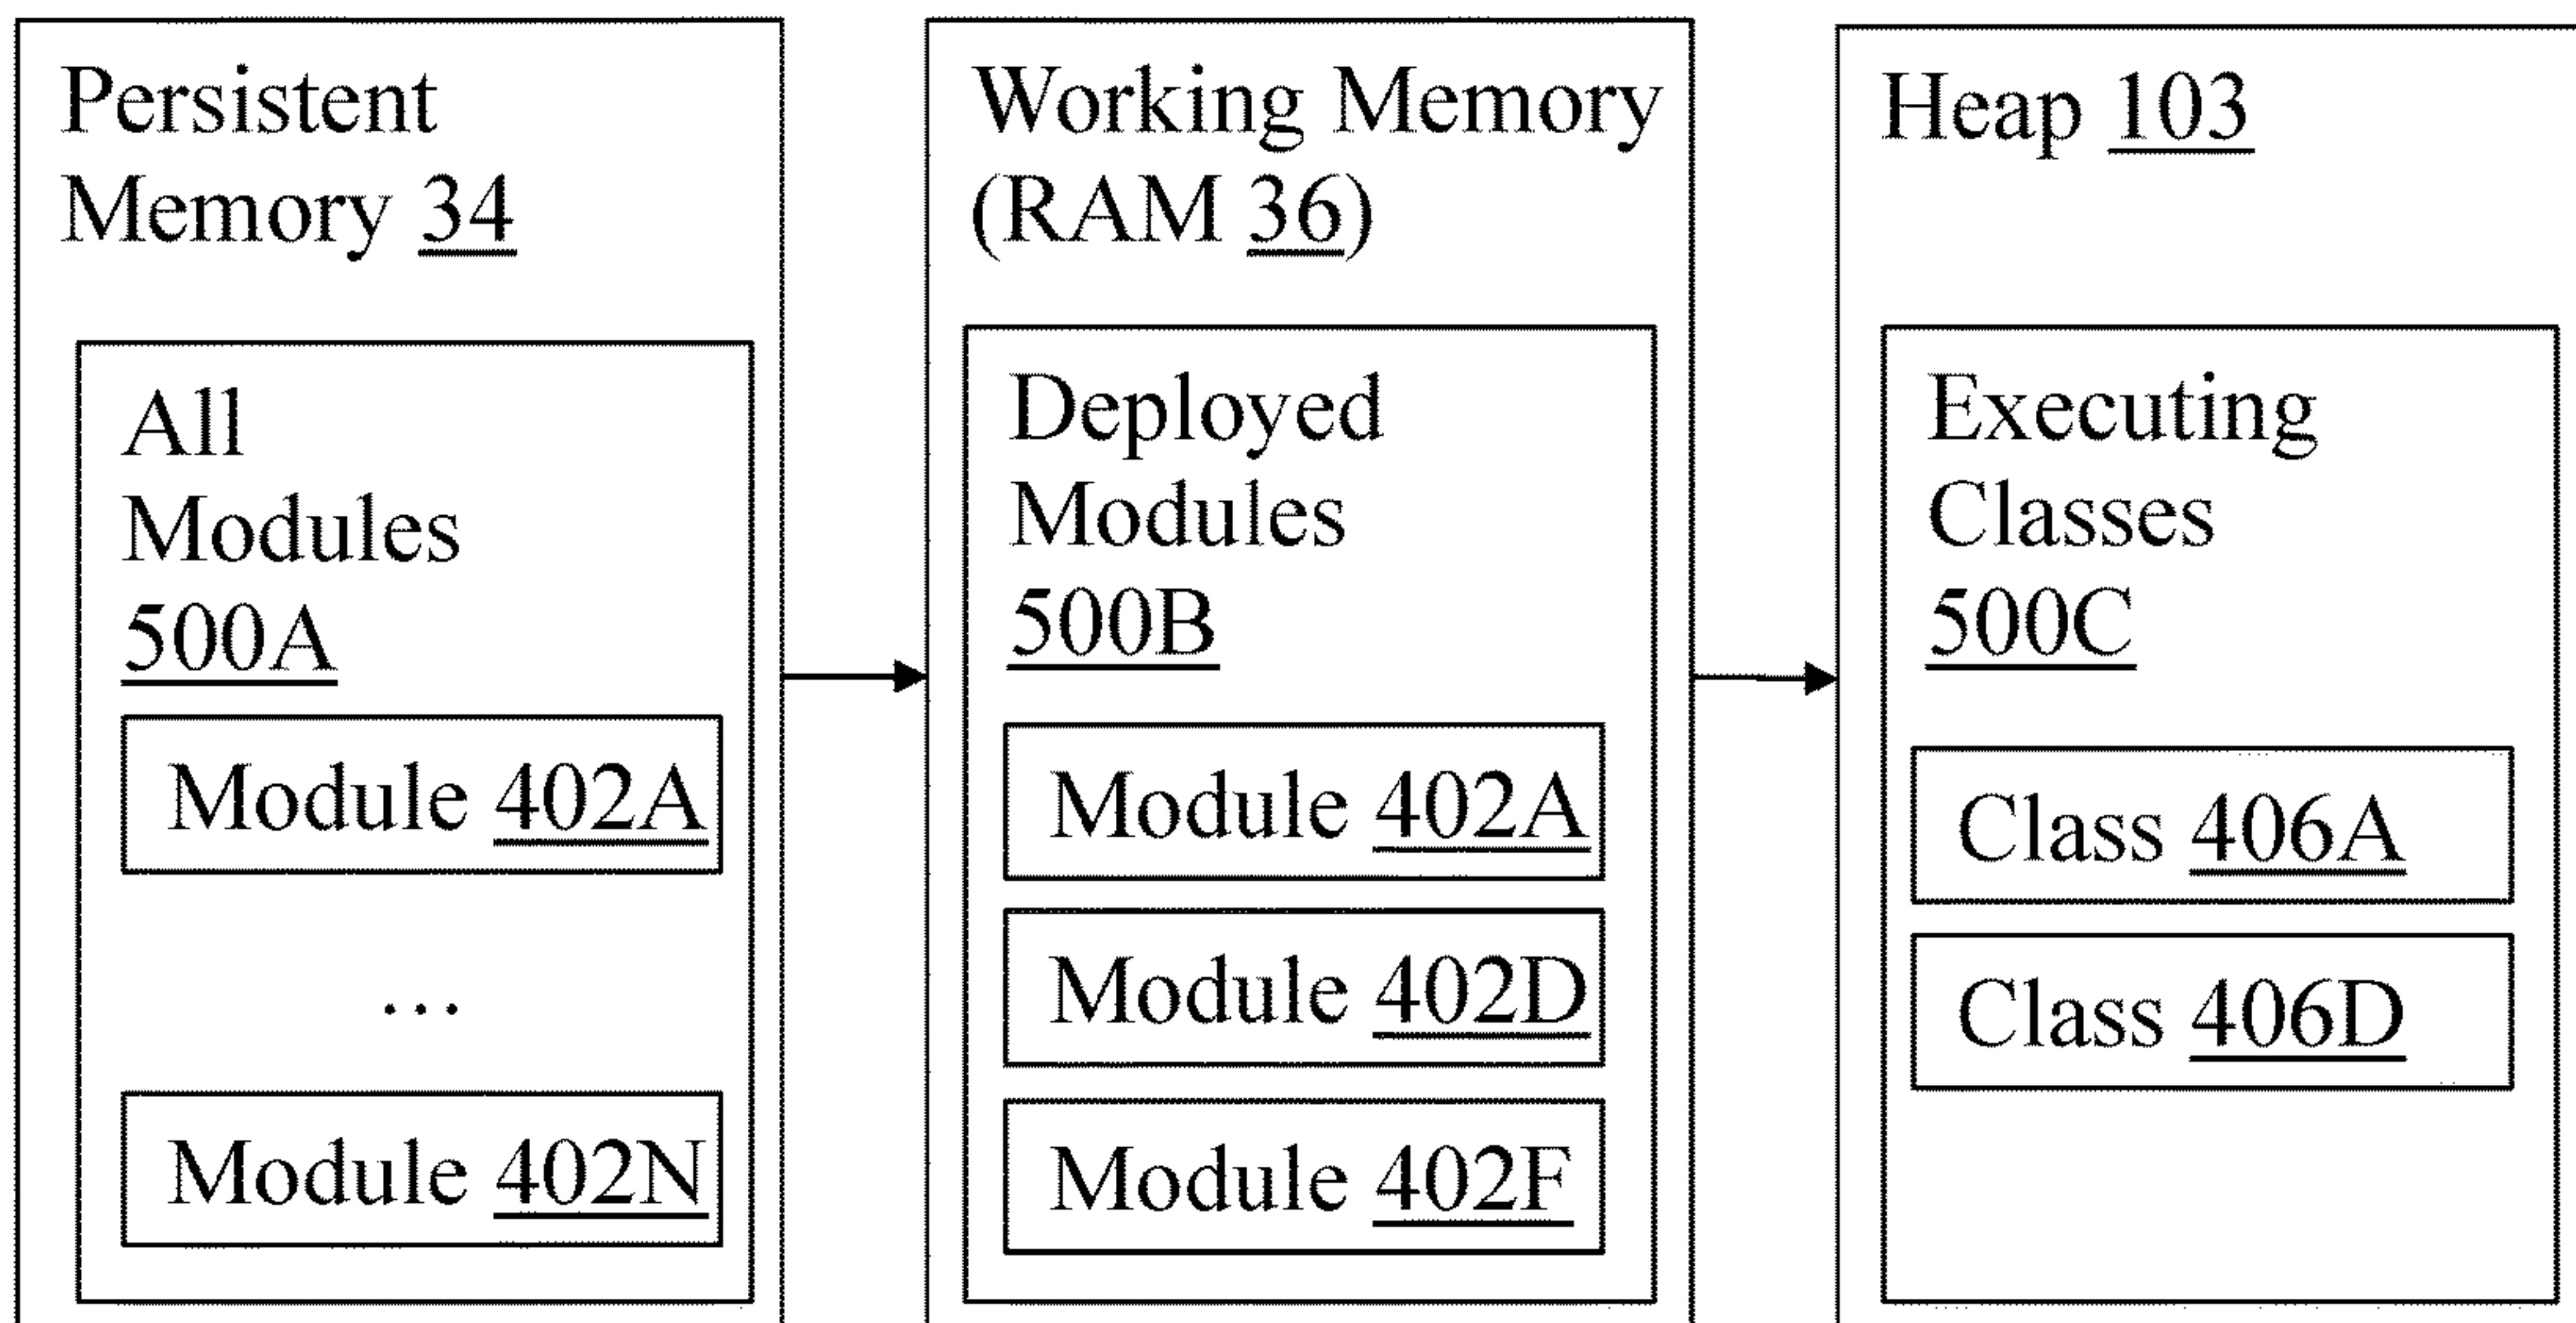 Persistent
Memory 34
All
Modules
500A
Module 402A
...
Module 402N
Working Memory
(RAM 36)
Deployed
Modules
500B
Module 402A
Module 402D
Module 402F
Heap 103
Executing
Classes
500C
Class 406A
Class 406D